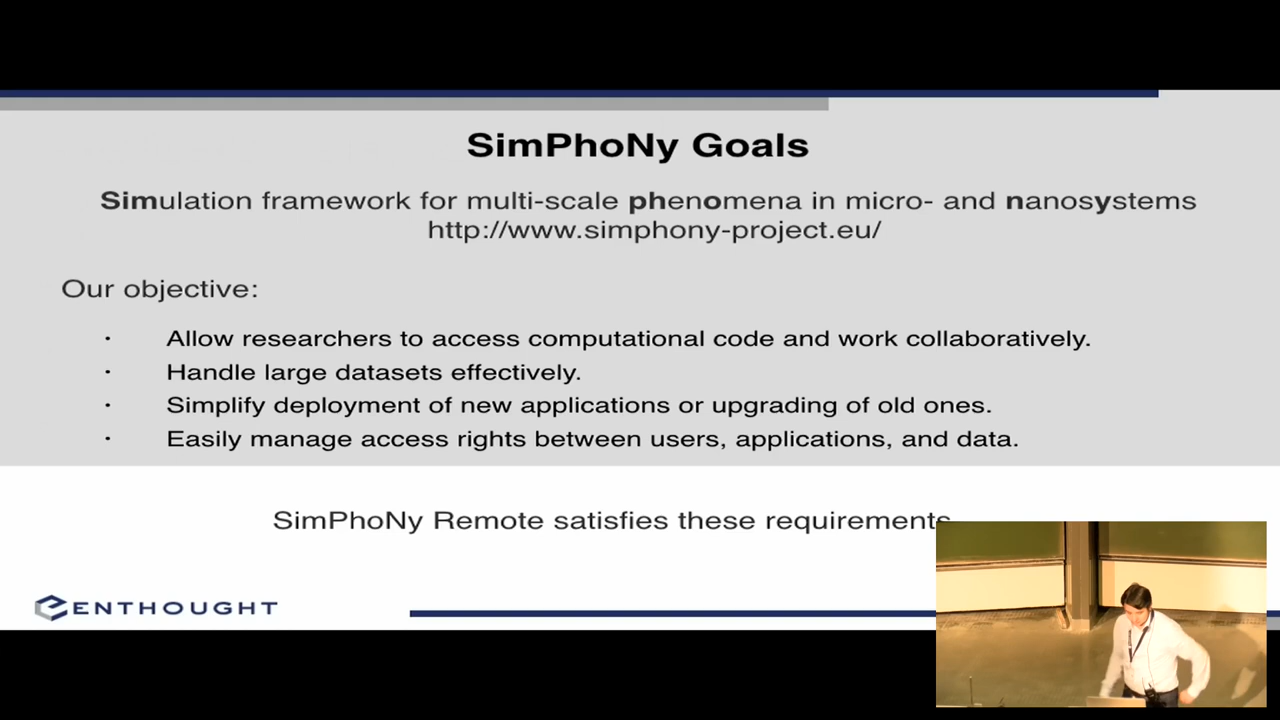 SimPhoNy Goals
Simulation framework for multi-scale phenomena in micro- and nanosystems
http://www.simphony-project.eu/
Our objective:
· Allow researchers to access computational code and work collaboratively.
· Handle large datasets effectively.
· Simplify deployment of new applications or upgrading of old ones.
· Easily manage access rights between users, applications, and data.
SimPhoNy Remote satisfies these requirements.
ENTHOUGHT